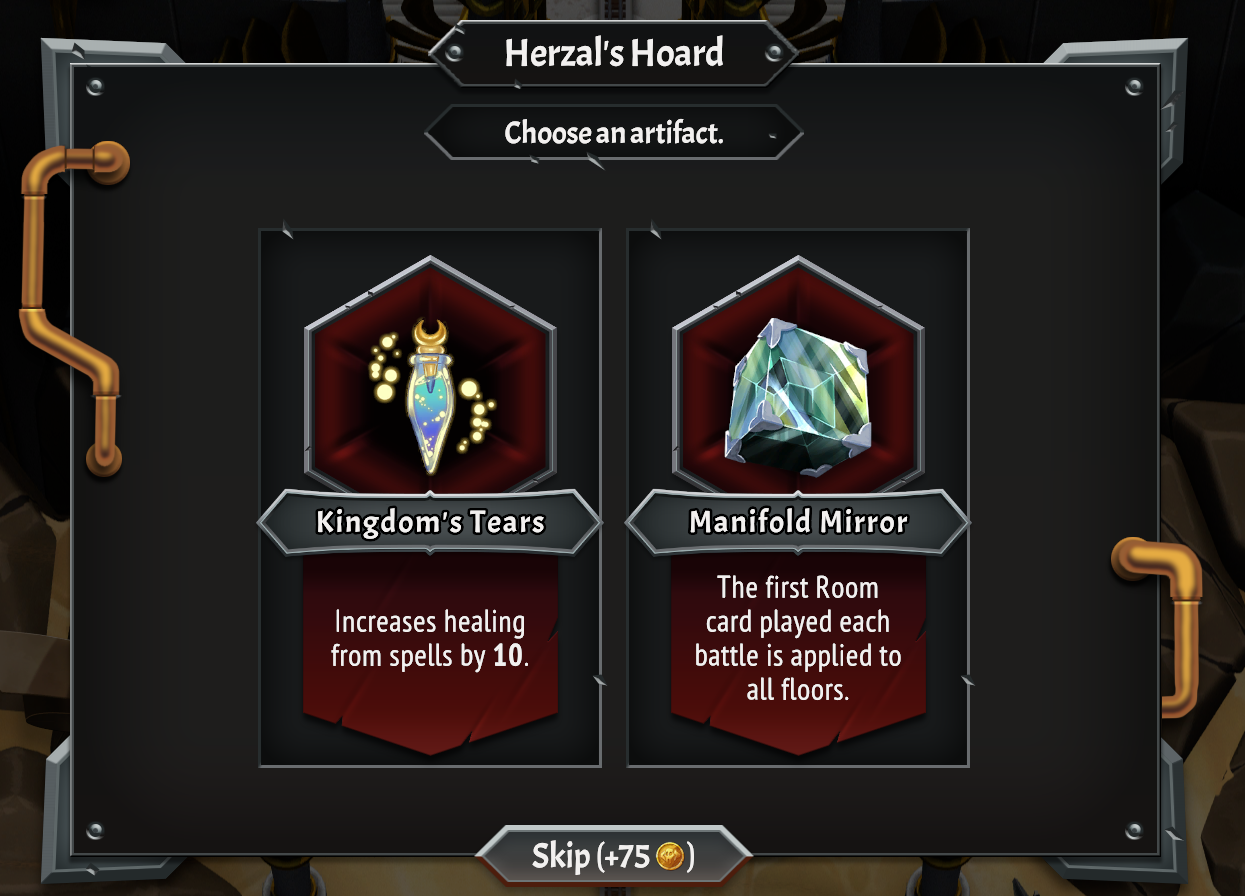 Herzal's Hoard
Choose an artifact.
Kingdom's Tears
Increases healing
from spells by 10.
Manifold Mirror
The first Room
card played each
battle is applied to
all floors.
Skip (+75 )